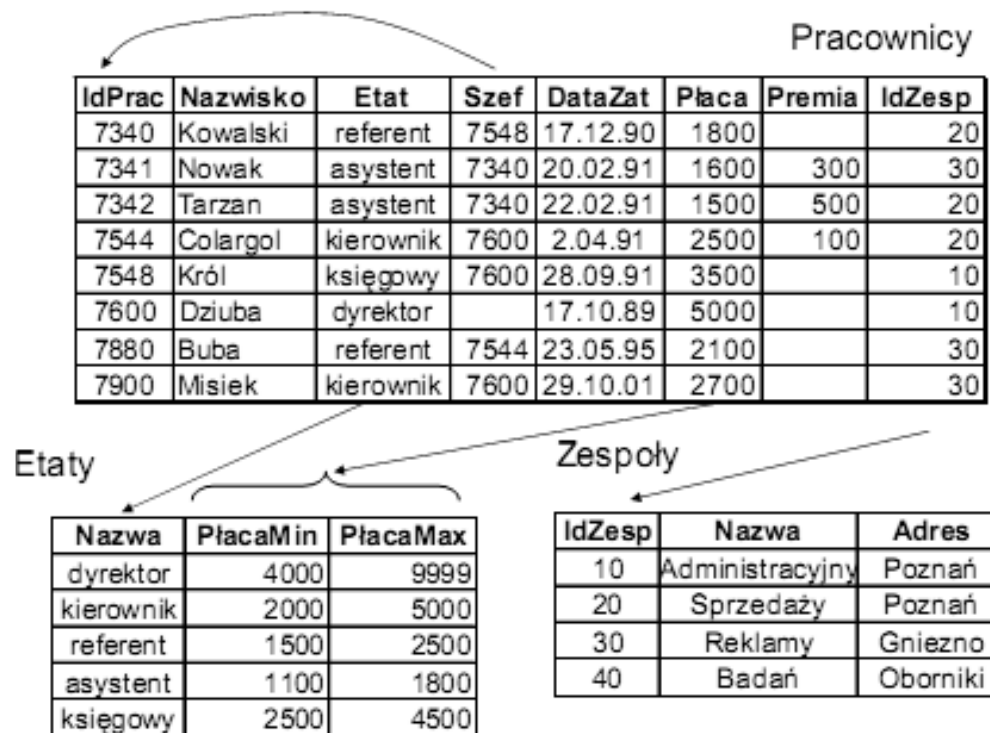 Pracownicy
IdPrac Nazwisko Etat Szef DataZat Płaca Premia IdZesp
7340 Kowalski referent 7548 17.12.90 1800 20
7341 Nowak asystent 7340 20.02.91 1600 300 30
7342 Tarzan asystent 7340 22.02.91 1500 500 20
7544 Colargol kierownik 7600 2.04.91 2500 100 20
7548 Król księgowy 7600 28.09.91 3500 10
7600 Dziuba dyrektor 17.10.89 5000 10
7880 Buba referent 7544 23.05.95 2100 30
7900 Misiek kierownik 7600 29.10.01 2700 30
Etaty
Nazwa PłacaMin PłacaMax
dyrektor 4000 9999
kierownik 2000 5000
referent 1500 2500
asystent 1100 1800
księgowy 2500 4500
Zespoły
IdZesp Nazwa Adres
10 Administracyjny Poznań
20 Sprzedaży Poznań
30 Reklamy Gniezno
40 Badań Oborniki